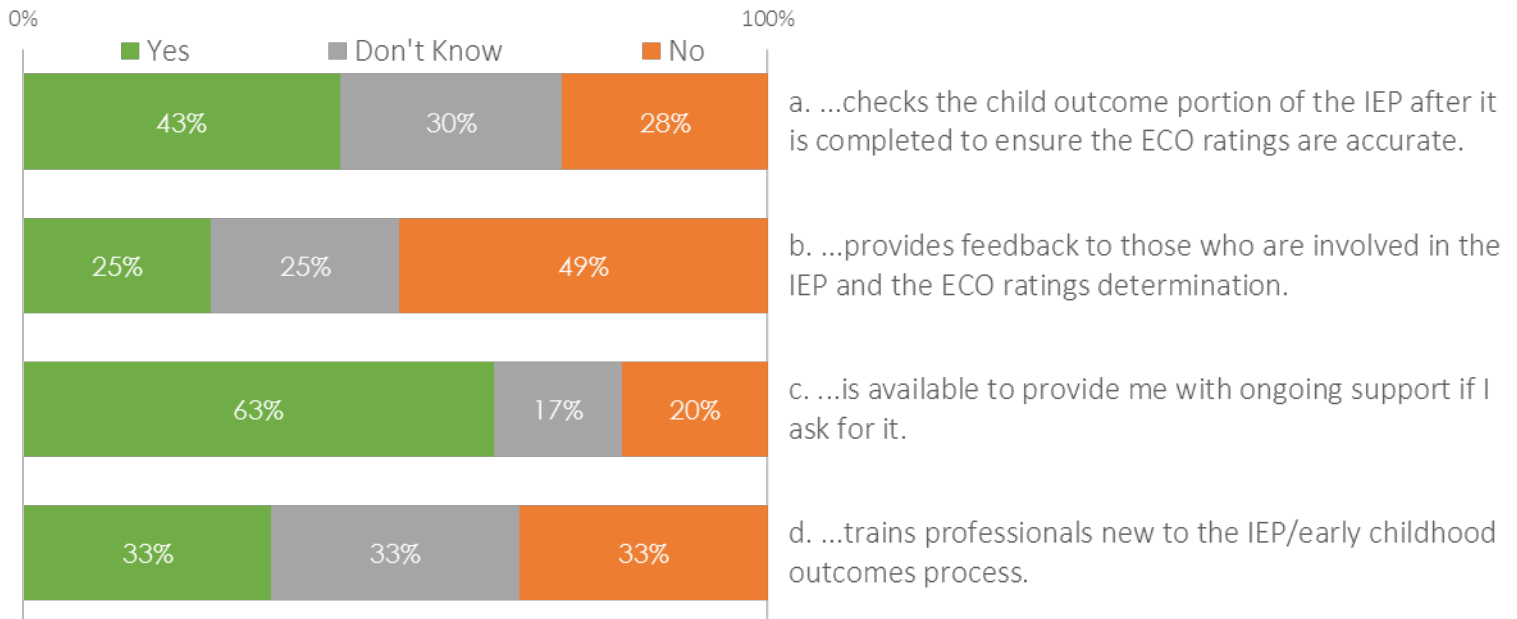 0%
100%
Yes
Don't Know
No
43%
30%
28%
a. ...checks the child outcome portion of the IEP after it
is completed to ensure the ECO ratings are accurate.
25%
25%
49%
b. ...provides feedback to those who are involved in the
IEP and the ECO ratings determination.
63%
17%
20%
c. ...is available to provide me with ongoing support if I
ask for it.
33%
33%
33%
d. ...trains professionals new to the IEP/early childhood
outcomes process.